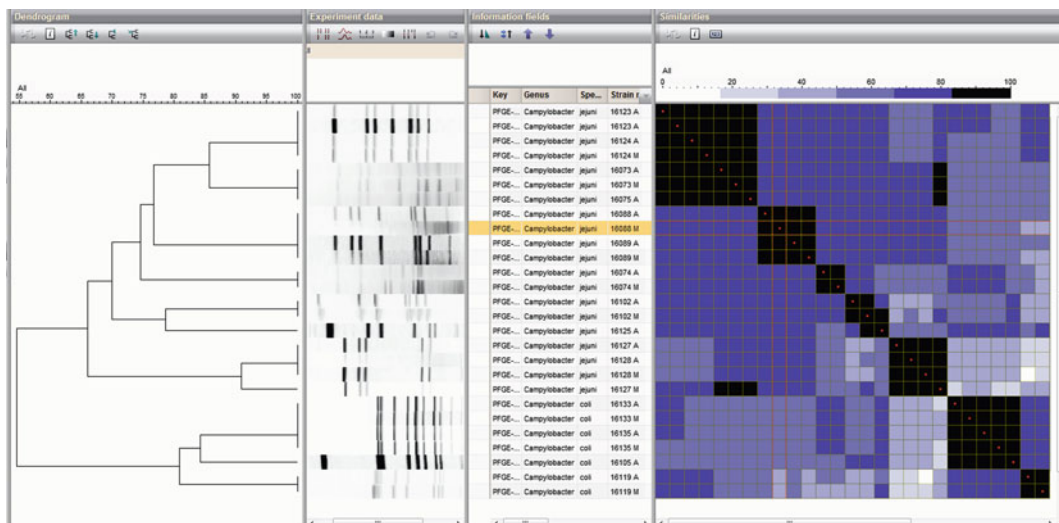 Dendrogram Experiment data Information fields Similarities
All
55 60 65 70 75 80 85 90 95 100
All
0 20 40 60 80 100
Key Genus Spe... Strain r
PFGE-... Campylobacter jejuni 16123 A
PFGE-... Campylobacter jejuni 16123 A
PFGE-... Campylobacter jejuni 16124 A
PFGE-... Campylobacter jejuni 16124 M
PFGE-... Campylobacter jejuni 16073 A
PFGE-... Campylobacter jejuni 16073 M
PFGE-... Campylobacter jejuni 16075 A
PFGE-... Campylobacter jejuni 16088 A
PFGE-... Campylobacter jejuni 16088 M
PFGE-... Campylobacter jejuni 16089 A
PFGE-... Campylobacter jejuni 16089 M
PFGE-... Campylobacter jejuni 16074 A
PFGE-... Campylobacter jejuni 16074 M
PFGE-... Campylobacter jejuni 16102 A
PFGE-... Campylobacter jejuni 16102 M
PFGE-... Campylobacter jejuni 16125 A
PFGE-... Campylobacter jejuni 16127 A
PFGE-... Campylobacter jejuni 16128 A
PFGE-... Campylobacter jejuni 16128 M
PFGE-... Campylobacter jejuni 16127 M
PFGE-... Campylobacter coli 16133 A
PFGE-... Campylobacter coli 16133 M
PFGE-... Campylobacter coli 16135 A
PFGE-... Campylobacter coli 16135 M
PFGE-... Campylobacter coli 16105 A
PFGE-... Campylobacter coli 16119 A
PFGE-... Campylobacter coli 16119 M